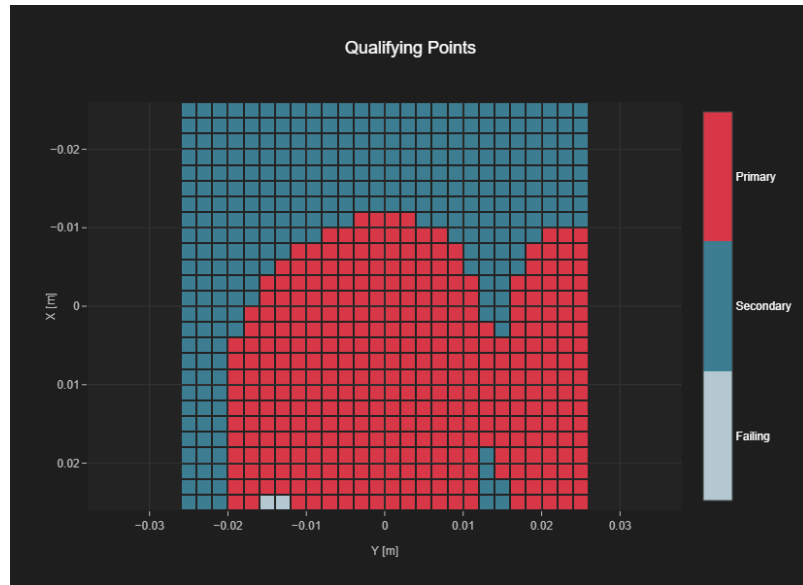 Qualifying Points
−0.02
−0.01
0
0.01
0.02
X [m]
−0.03 −0.02 −0.01 0 0.01 0.02 0.03
Y [m]
Primary
Secondary
Failing